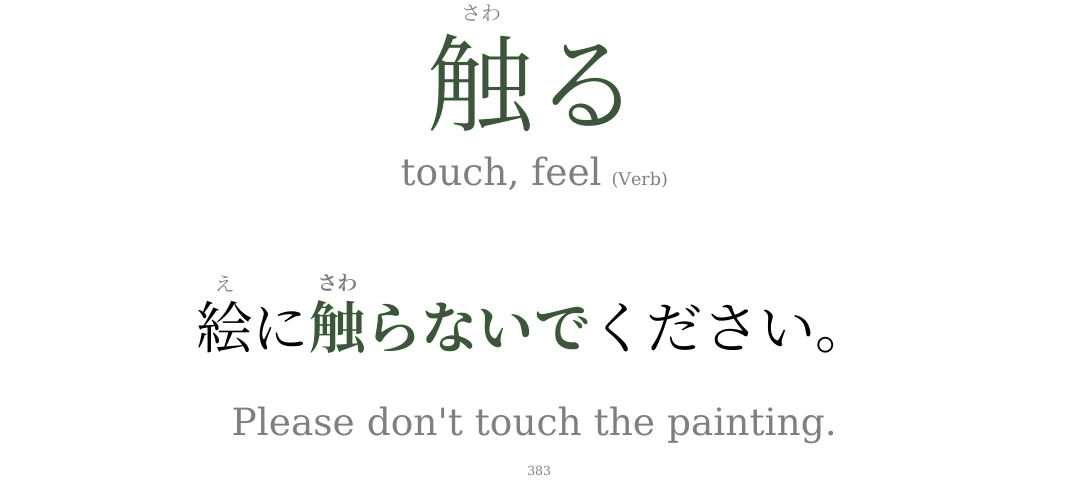 さわ
触る
touch, feel (Verb)
え さわ
絵に触らないでください。
Please don't touch the painting.
383